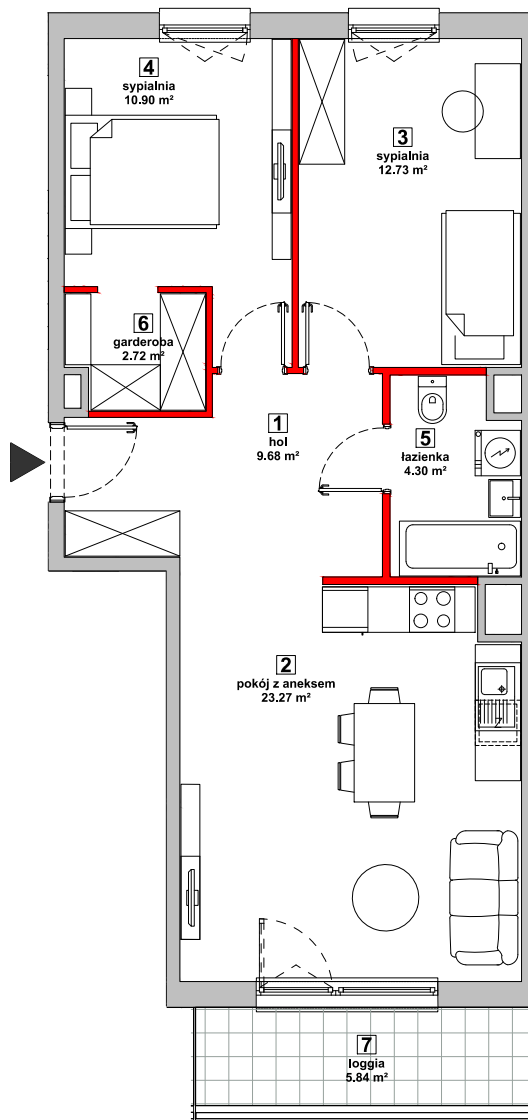 4
sypialnia
10.90 m²
3
sypialnia
12.73 m²
6
garderoba
2.72 m²
1
hol
9.68 m²
5
łazienka
4.30 m²
2
pokój z aneksem
23.27 m²
Z
7
loggia
5.84 m²